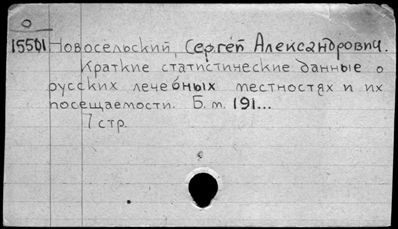 О
15501 Новосельский, Сергей Александрович.
Краткие статистические данные о
русских лечебных местностях и их
посещаемости. Б.м. 191...
7 стр.